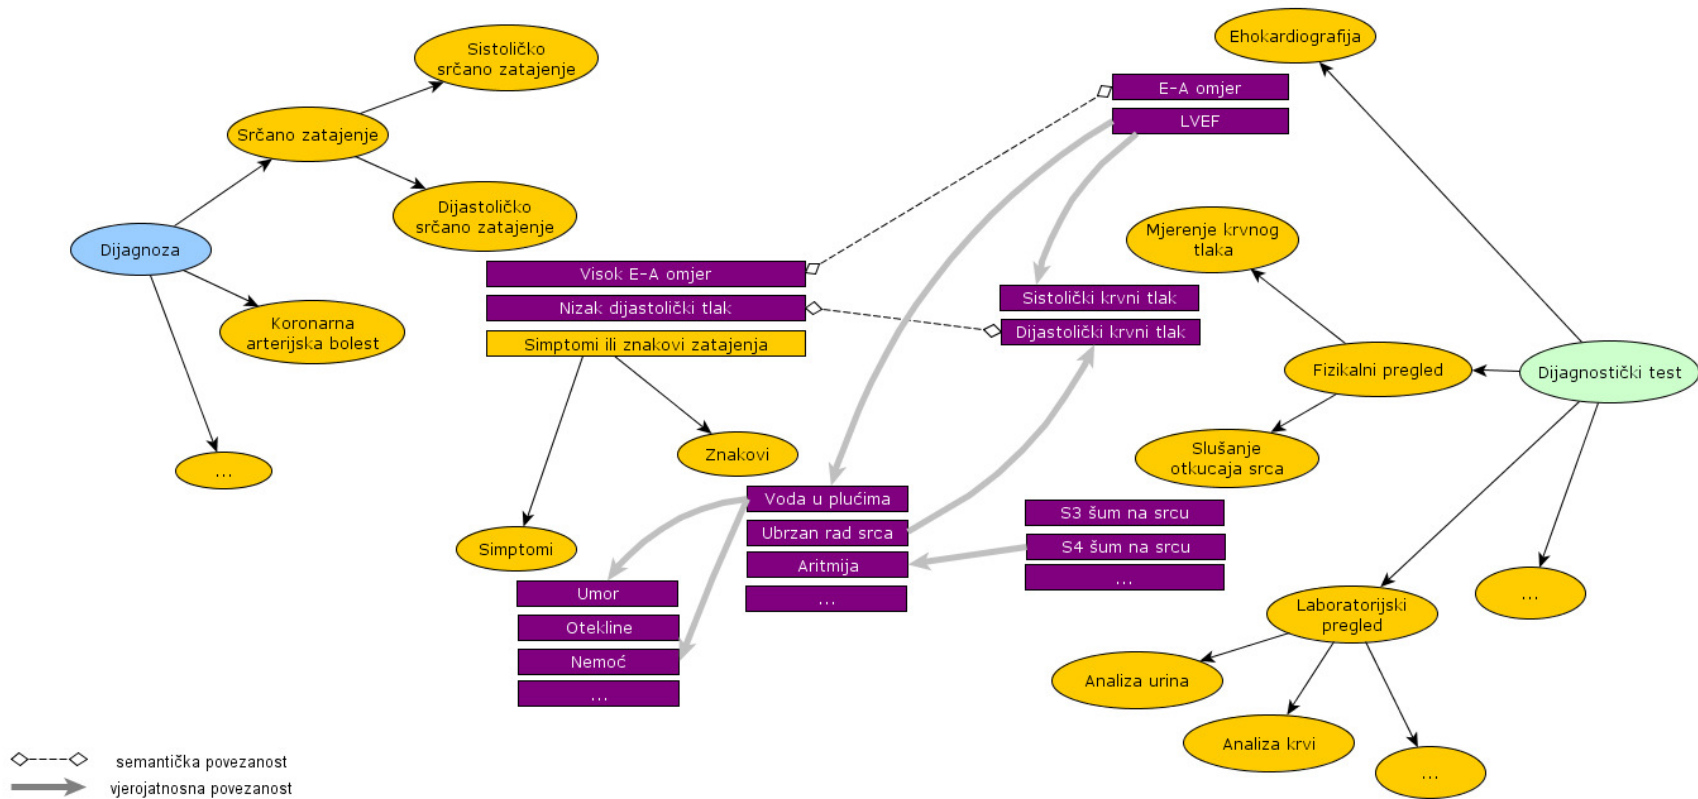 Sistoličko
srčano zatajenje
Srčano zatajenje
Dijastoličko
srčano zatajenje
Dijagnoza
Koronarna
arterijska bolest
...
Visok E-A omjer
Nizak dijastolički tlak
Simptomi ili znakovi zatajenja
Znakovi
Simptomi
Umor
Otekline
Nemoć
...
Voda u plućima
Ubrzan rad srca
Aritmija
...
S3 šum na srcu
S4 šum na srcu
...
E-A omjer
LVEF
Sistolički krvni tlak
Dijastolički krvni tlak
Ehokardiografija
Mjerenje krvnog
tlaka
Fizikalni pregled
Dijagnostički test
Slušanje
otkucaja srca
...
Laboratorijski
pregled
Analiza urina
Analiza krvi
...
semantička povezanost
vjerojatnosna povezanost